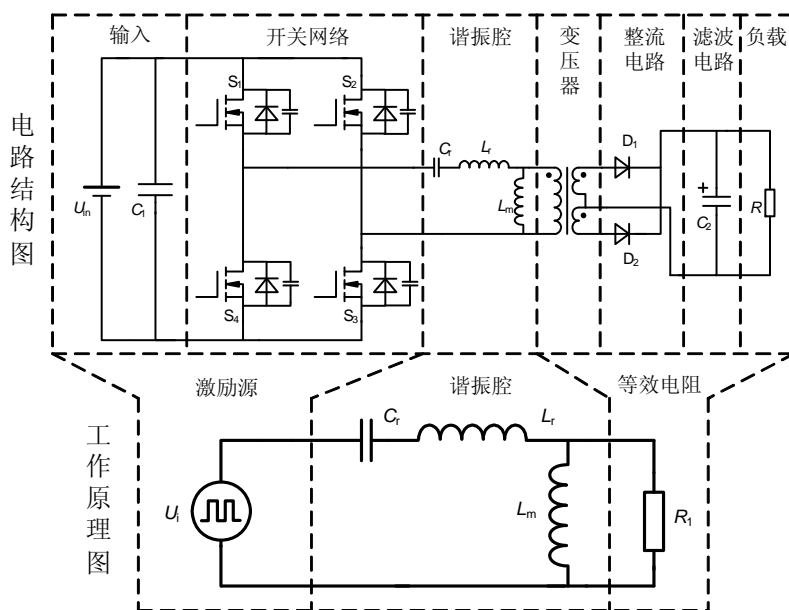 输入
开关网络
谐振腔
变压器
整流电路
滤波电路
负载
电路结构图
S1
S2
Cr
Lr
D1
Uin
C1
Lm
C2
R
D2
S4
S3
激励源
谐振腔
等效电阻
工作原理图
Cr
Lr
Ui
Lm
R1